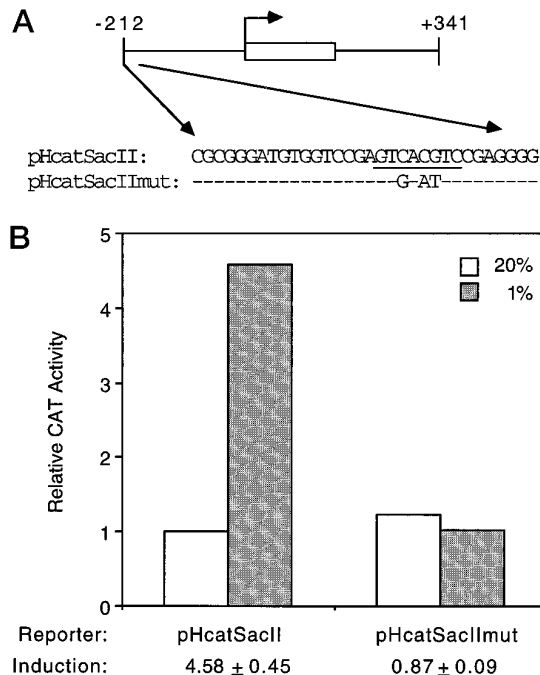 A
-212
+341
pHcatSacII: CGCGGGATGTGGTCCGAGTCACGTCCGAGGGG
pHcatSacIImut: -------------------G-AT---------
B
Relative CAT Activity
5
4
3
2
1
0
20%
1%
Reporter: pHcatSacII pHcatSacIImut
Induction: 4.58 ± 0.45 0.87 ± 0.09